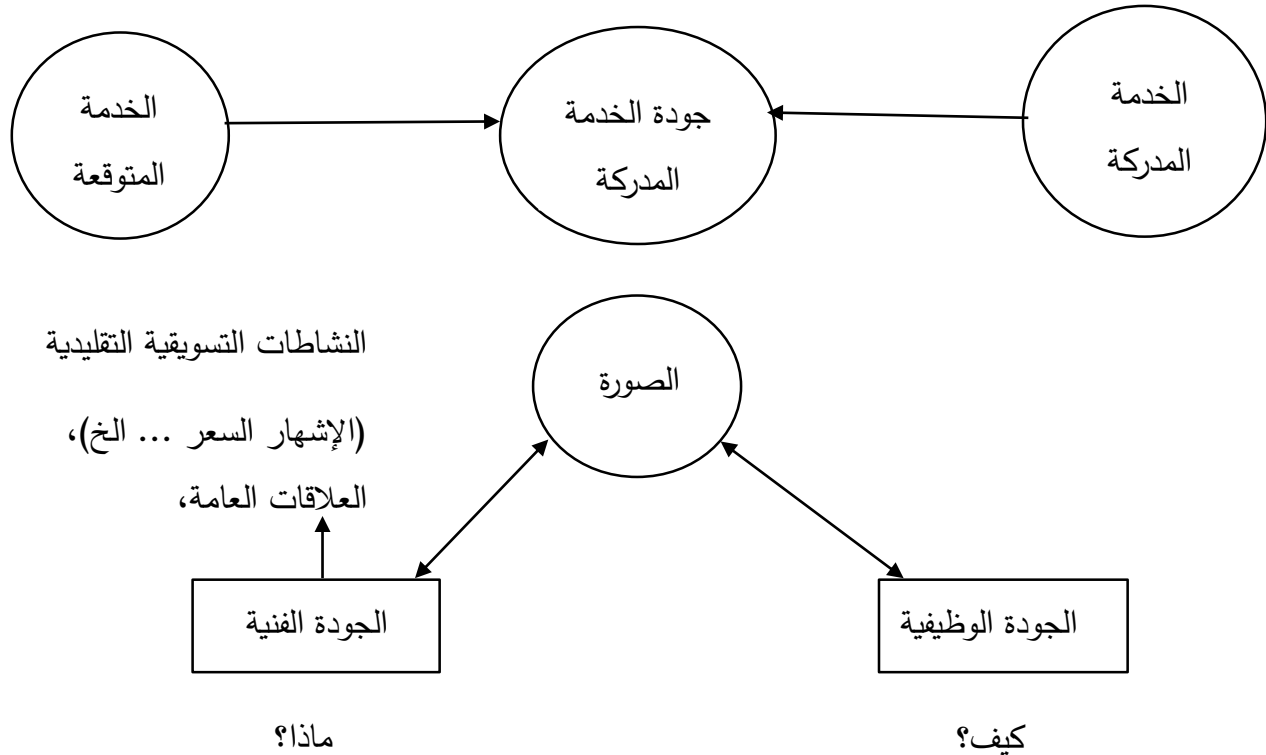 الخدمة
المدركة
جودة الخدمة
المدركة
الخدمة
المتوقعة
الصورة
النشاطات التسويقية التقليدية
(الإشهار السعر ... الخ)،
العلاقات العامة،
الجودة الوظيفية
الجودة الفنية
كيف؟
ماذا؟